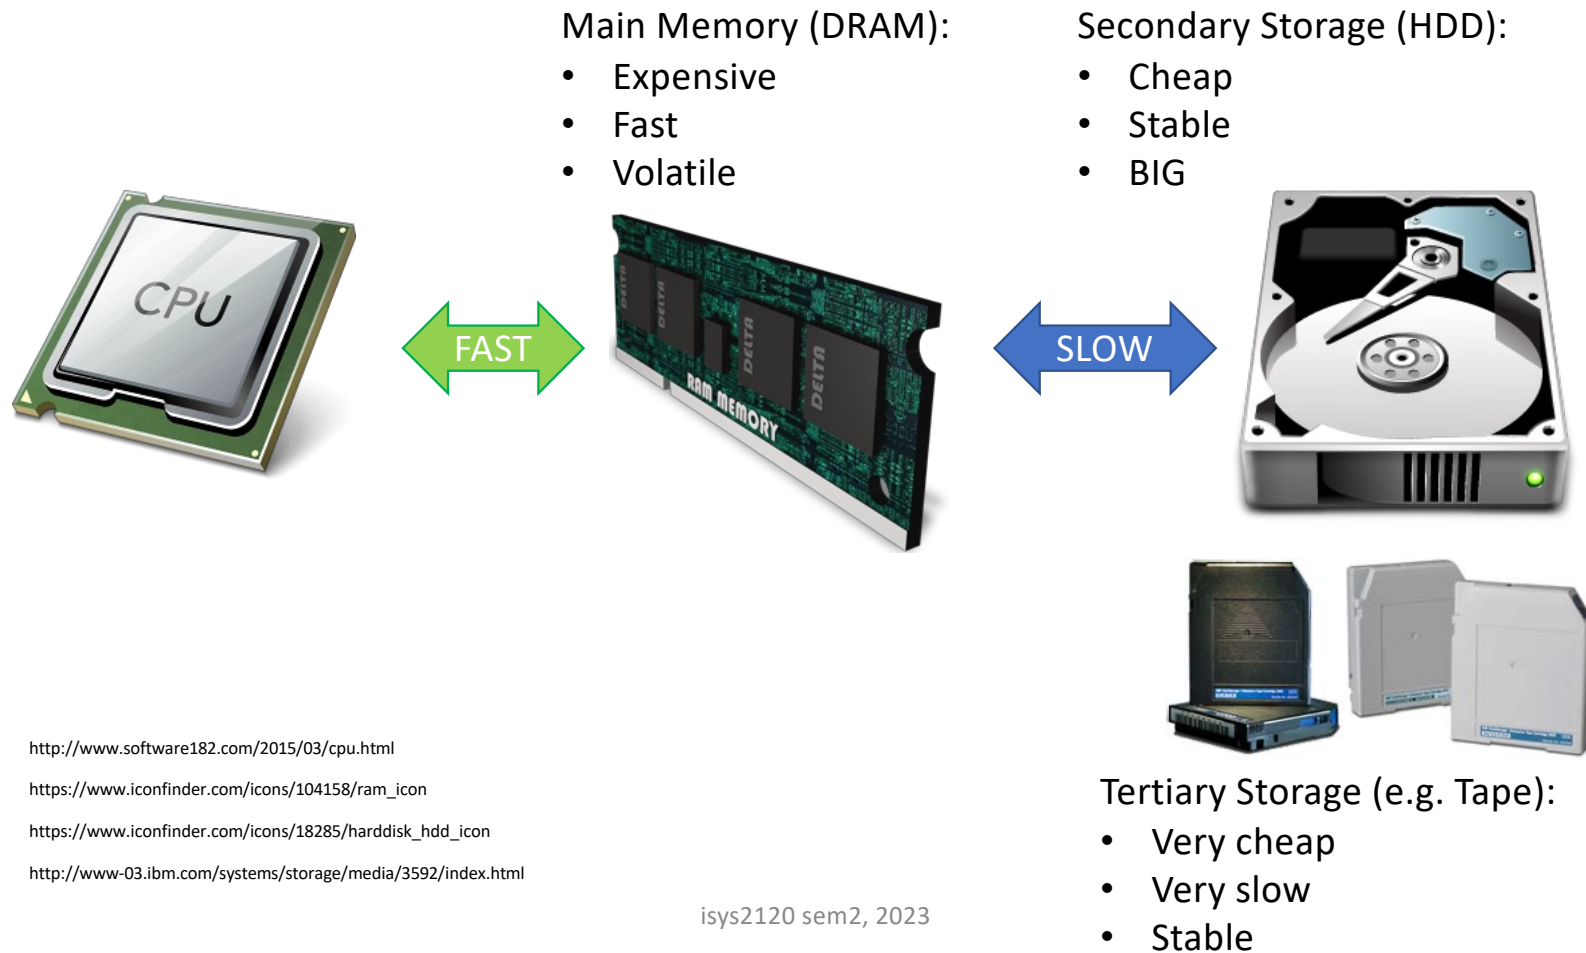 Main Memory (DRAM):
• Expensive
• Fast
• Volatile
Secondary Storage (HDD):
• Cheap
• Stable
• BIG
CPU
FAST
DELTA
DELTA
DELTA
DELTA
RAM MEMORY
SLOW
Tertiary Storage (e.g. Tape):
• Very cheap
• Very slow
• Stable
http://www.software182.com/2015/03/cpu.html
https://www.iconfinder.com/icons/104158/ram_icon
https://www.iconfinder.com/icons/18285/harddisk_hdd_icon
http://www-03.ibm.com/systems/storage/media/3592/index.html
isys2120 sem2, 2023